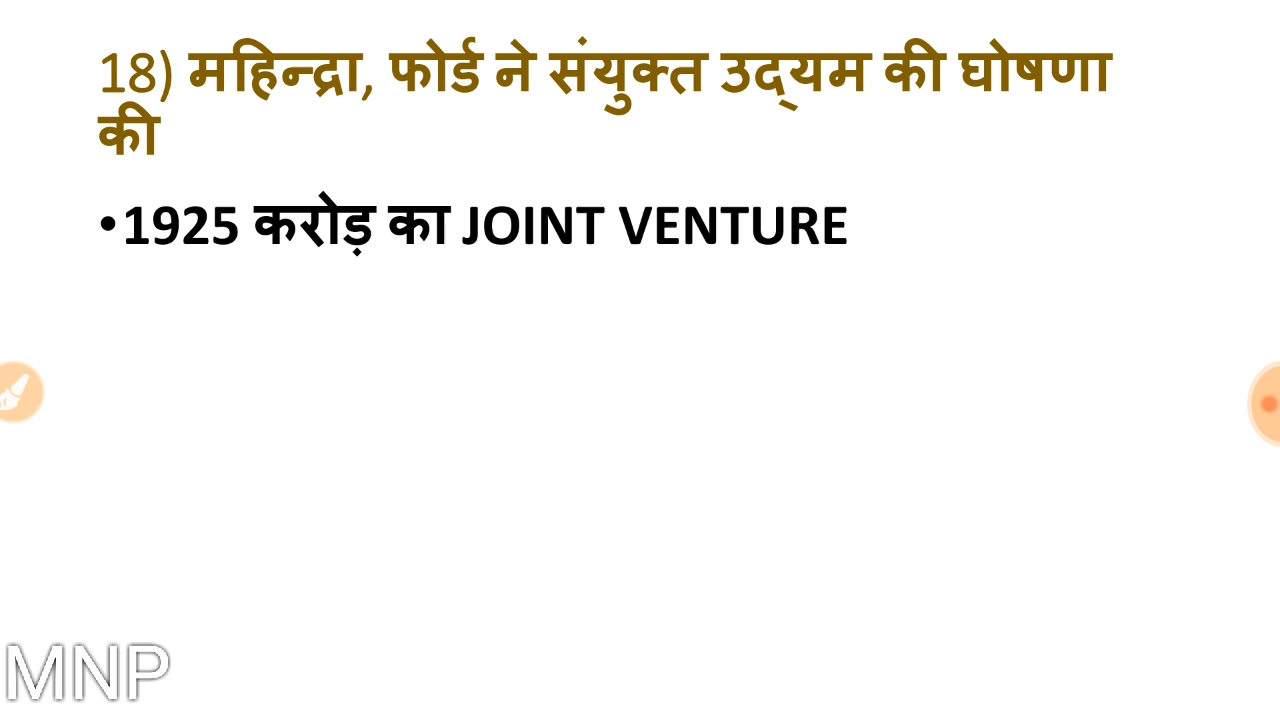 18) महिन्द्रा, फोर्ड ने संयुक्त उद्यम की घोषणा
की
•1925 करोड़ का JOINT VENTURE
MNP